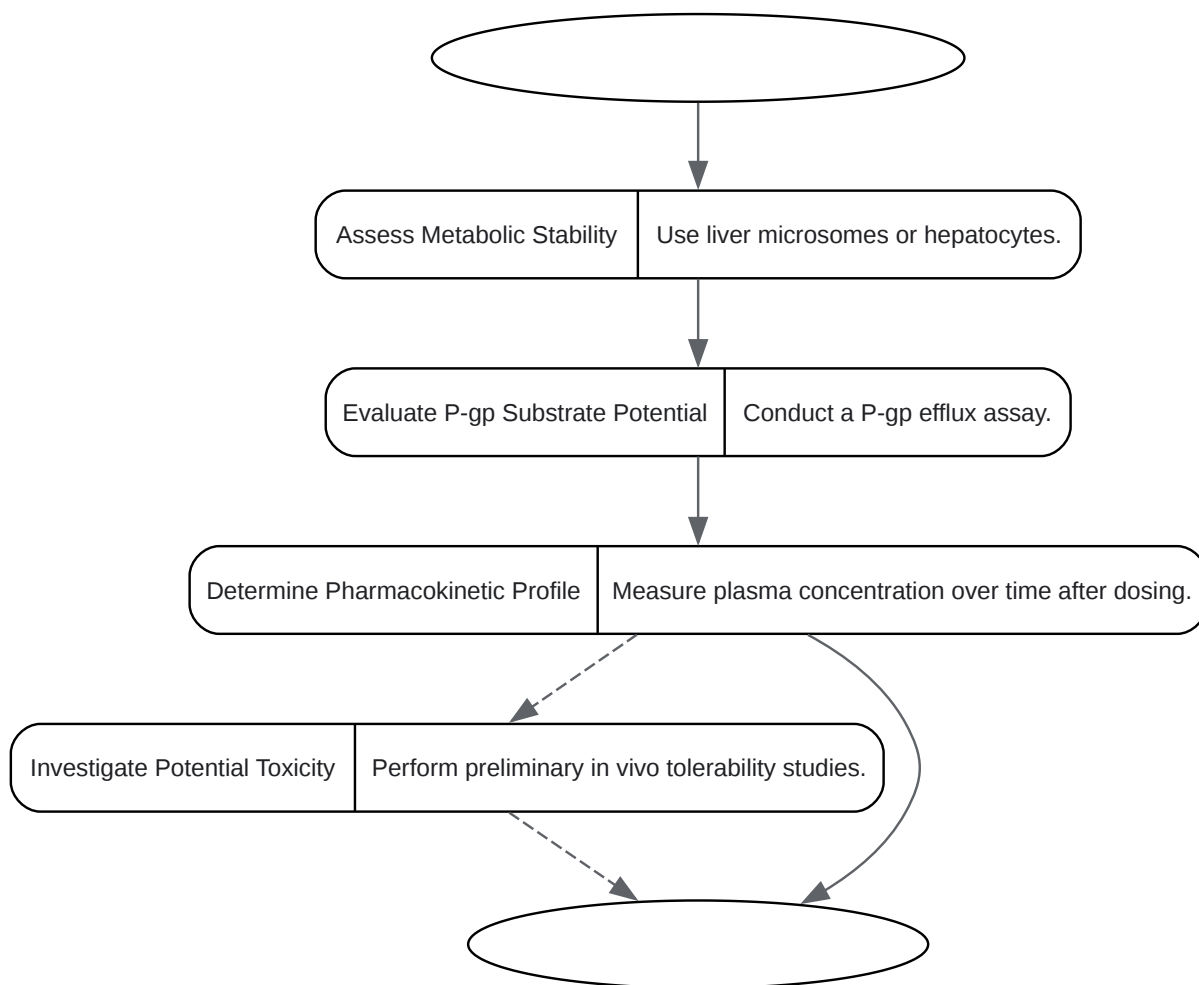 Assess Metabolic Stability
Use liver microsomes or hepatocytes.
Evaluate P-gp Substrate Potential
Conduct a P-gp efflux assay.
Determine Pharmacokinetic Profile
Measure plasma concentration over time after dosing.
Investigate Potential Toxicity
Perform preliminary in vivo tolerability studies.